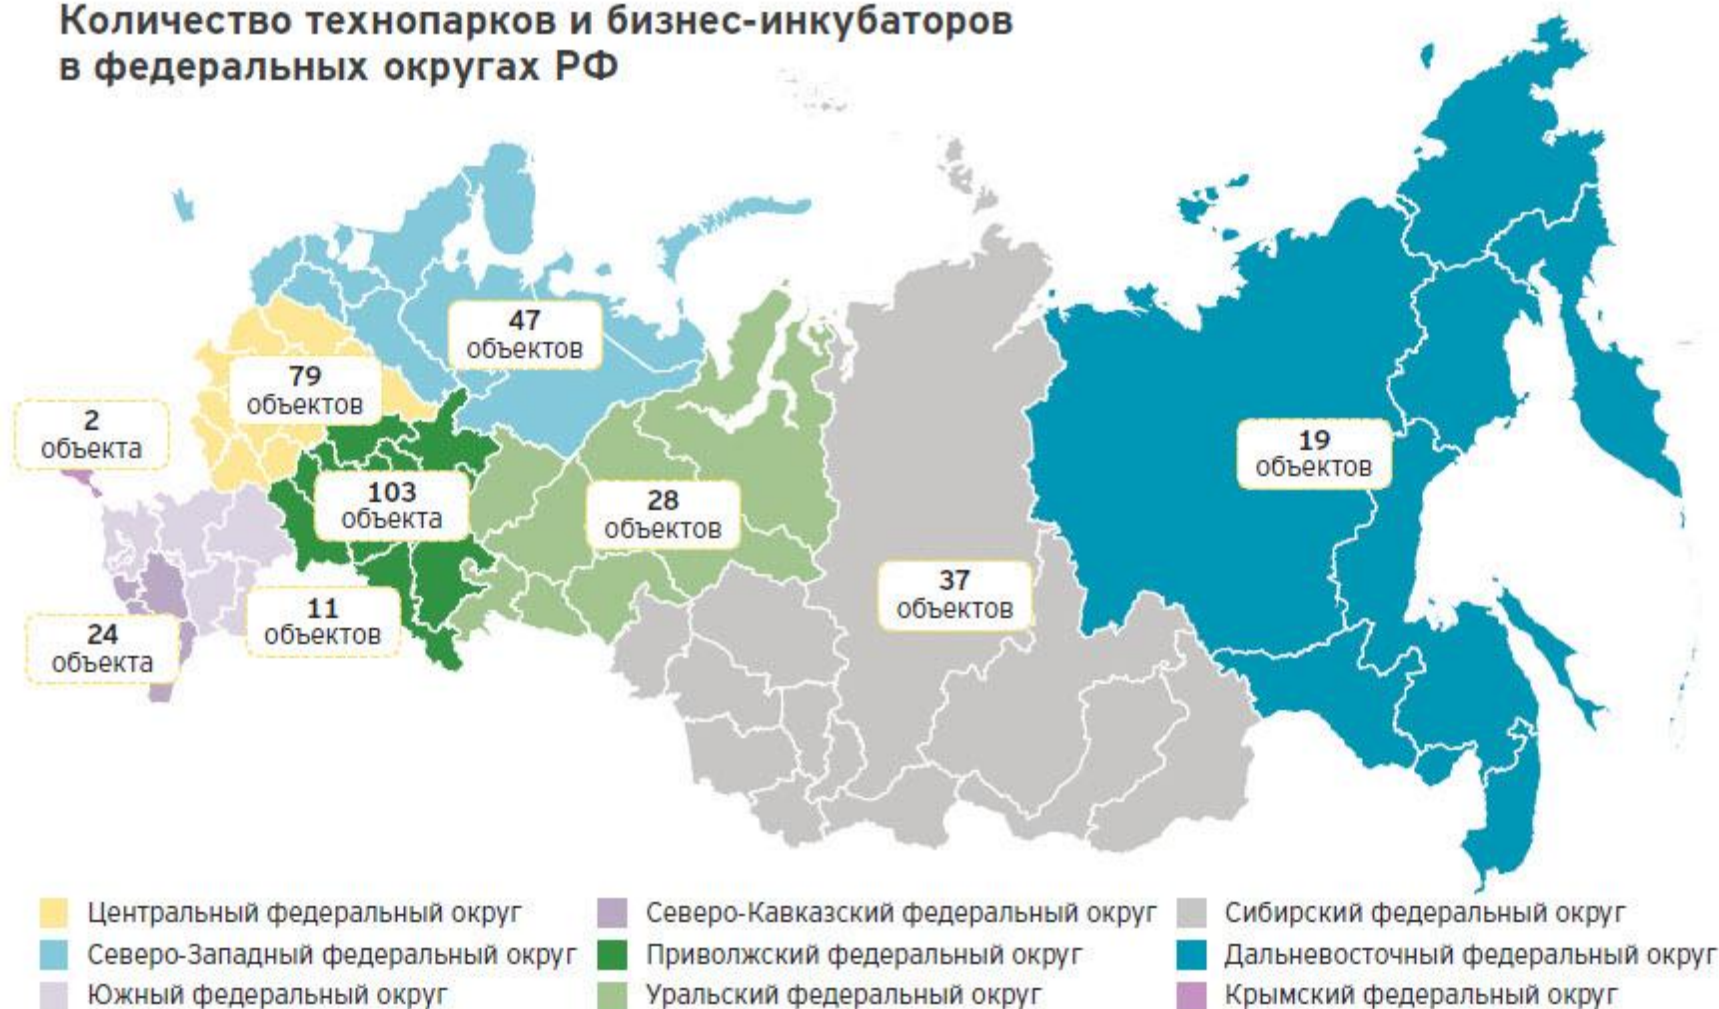 Количество технопарков и бизнес-инкубаторов
в федеральных округах РФ
47
объектов
79
объектов
2
объекта
19
объектов
103
объекта
28
объектов
37
объектов
11
объектов
24
объекта
Центральный федеральный округ
Северо-Западный федеральный округ
Южный федеральный округ
Северо-Кавказский федеральный округ
Приволжский федеральный округ
Уральский федеральный округ
Сибирский федеральный округ
Дальневосточный федеральный округ
Крымский федеральный округ